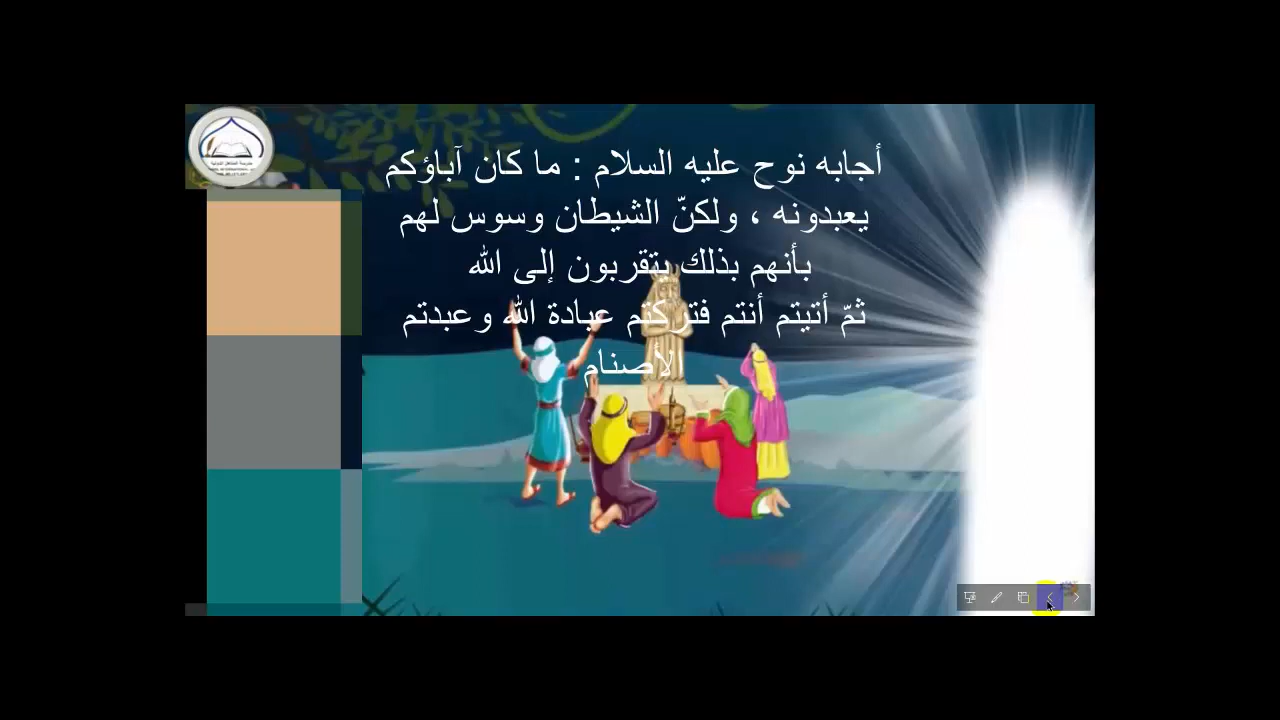 أجابه نوح عليه السلام : ما كان آباؤكم
يعبدونه ، ولكنّ الشيطان وسوس لهم
بأنهم بذلك يتقربون إلى الله
ثمّ أتيتم أنتم فتركتم عبادة الله وعبدتم
الأصنام